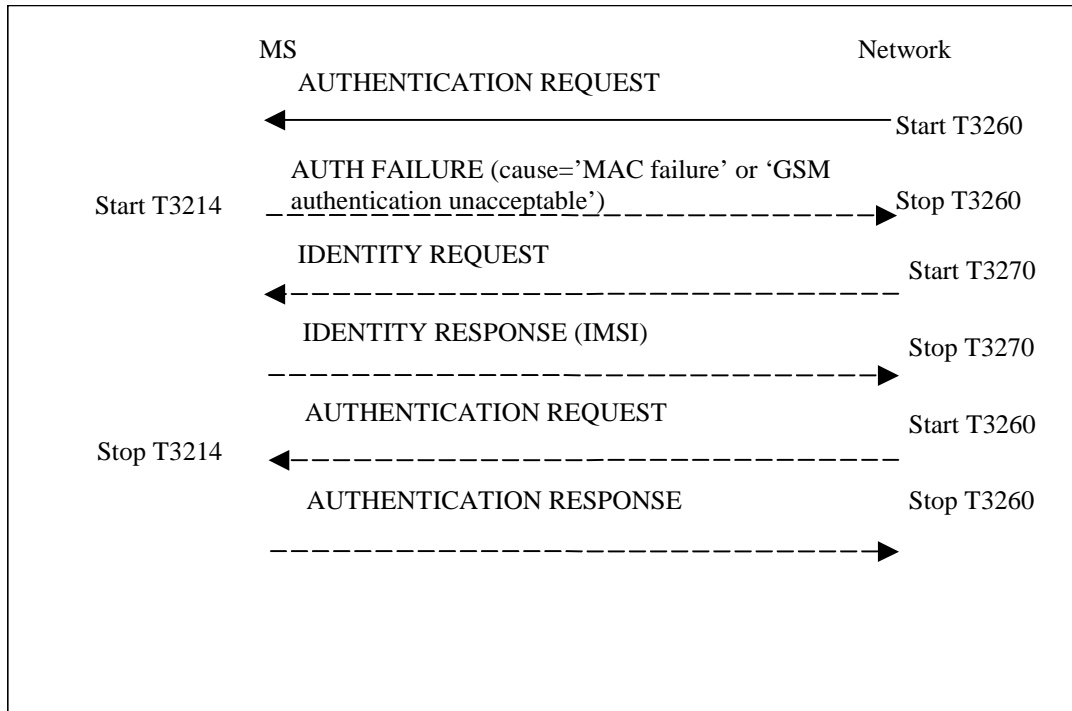 MS Network
AUTHENTICATION REQUEST
Start T3260
AUTH FAILURE (cause=’MAC failure’ or ‘GSM
authentication unacceptable’)
Start T3214
Stop T3260
IDENTITY REQUEST
Start T3270
IDENTITY RESPONSE (IMSI)
Stop T3270
AUTHENTICATION REQUEST
Start T3260
Stop T3214
AUTHENTICATION RESPONSE
Stop T3260